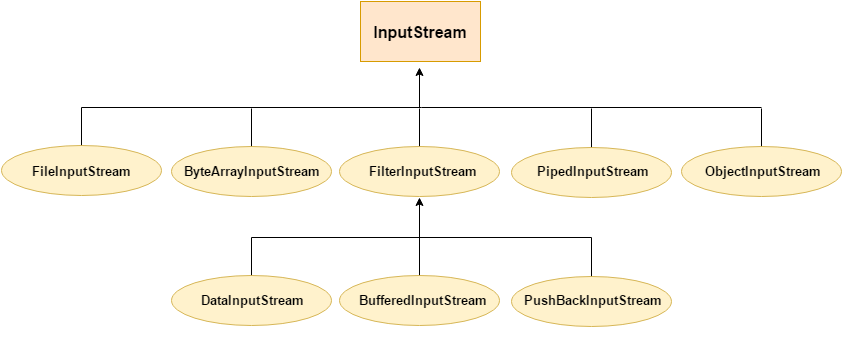 InputStream
FileInputStream
ByteArrayInputStream
FilterInputStream
PipedInputStream
ObjectInputStream
DataInputStream
BufferedInputStream
PushBackInputStream